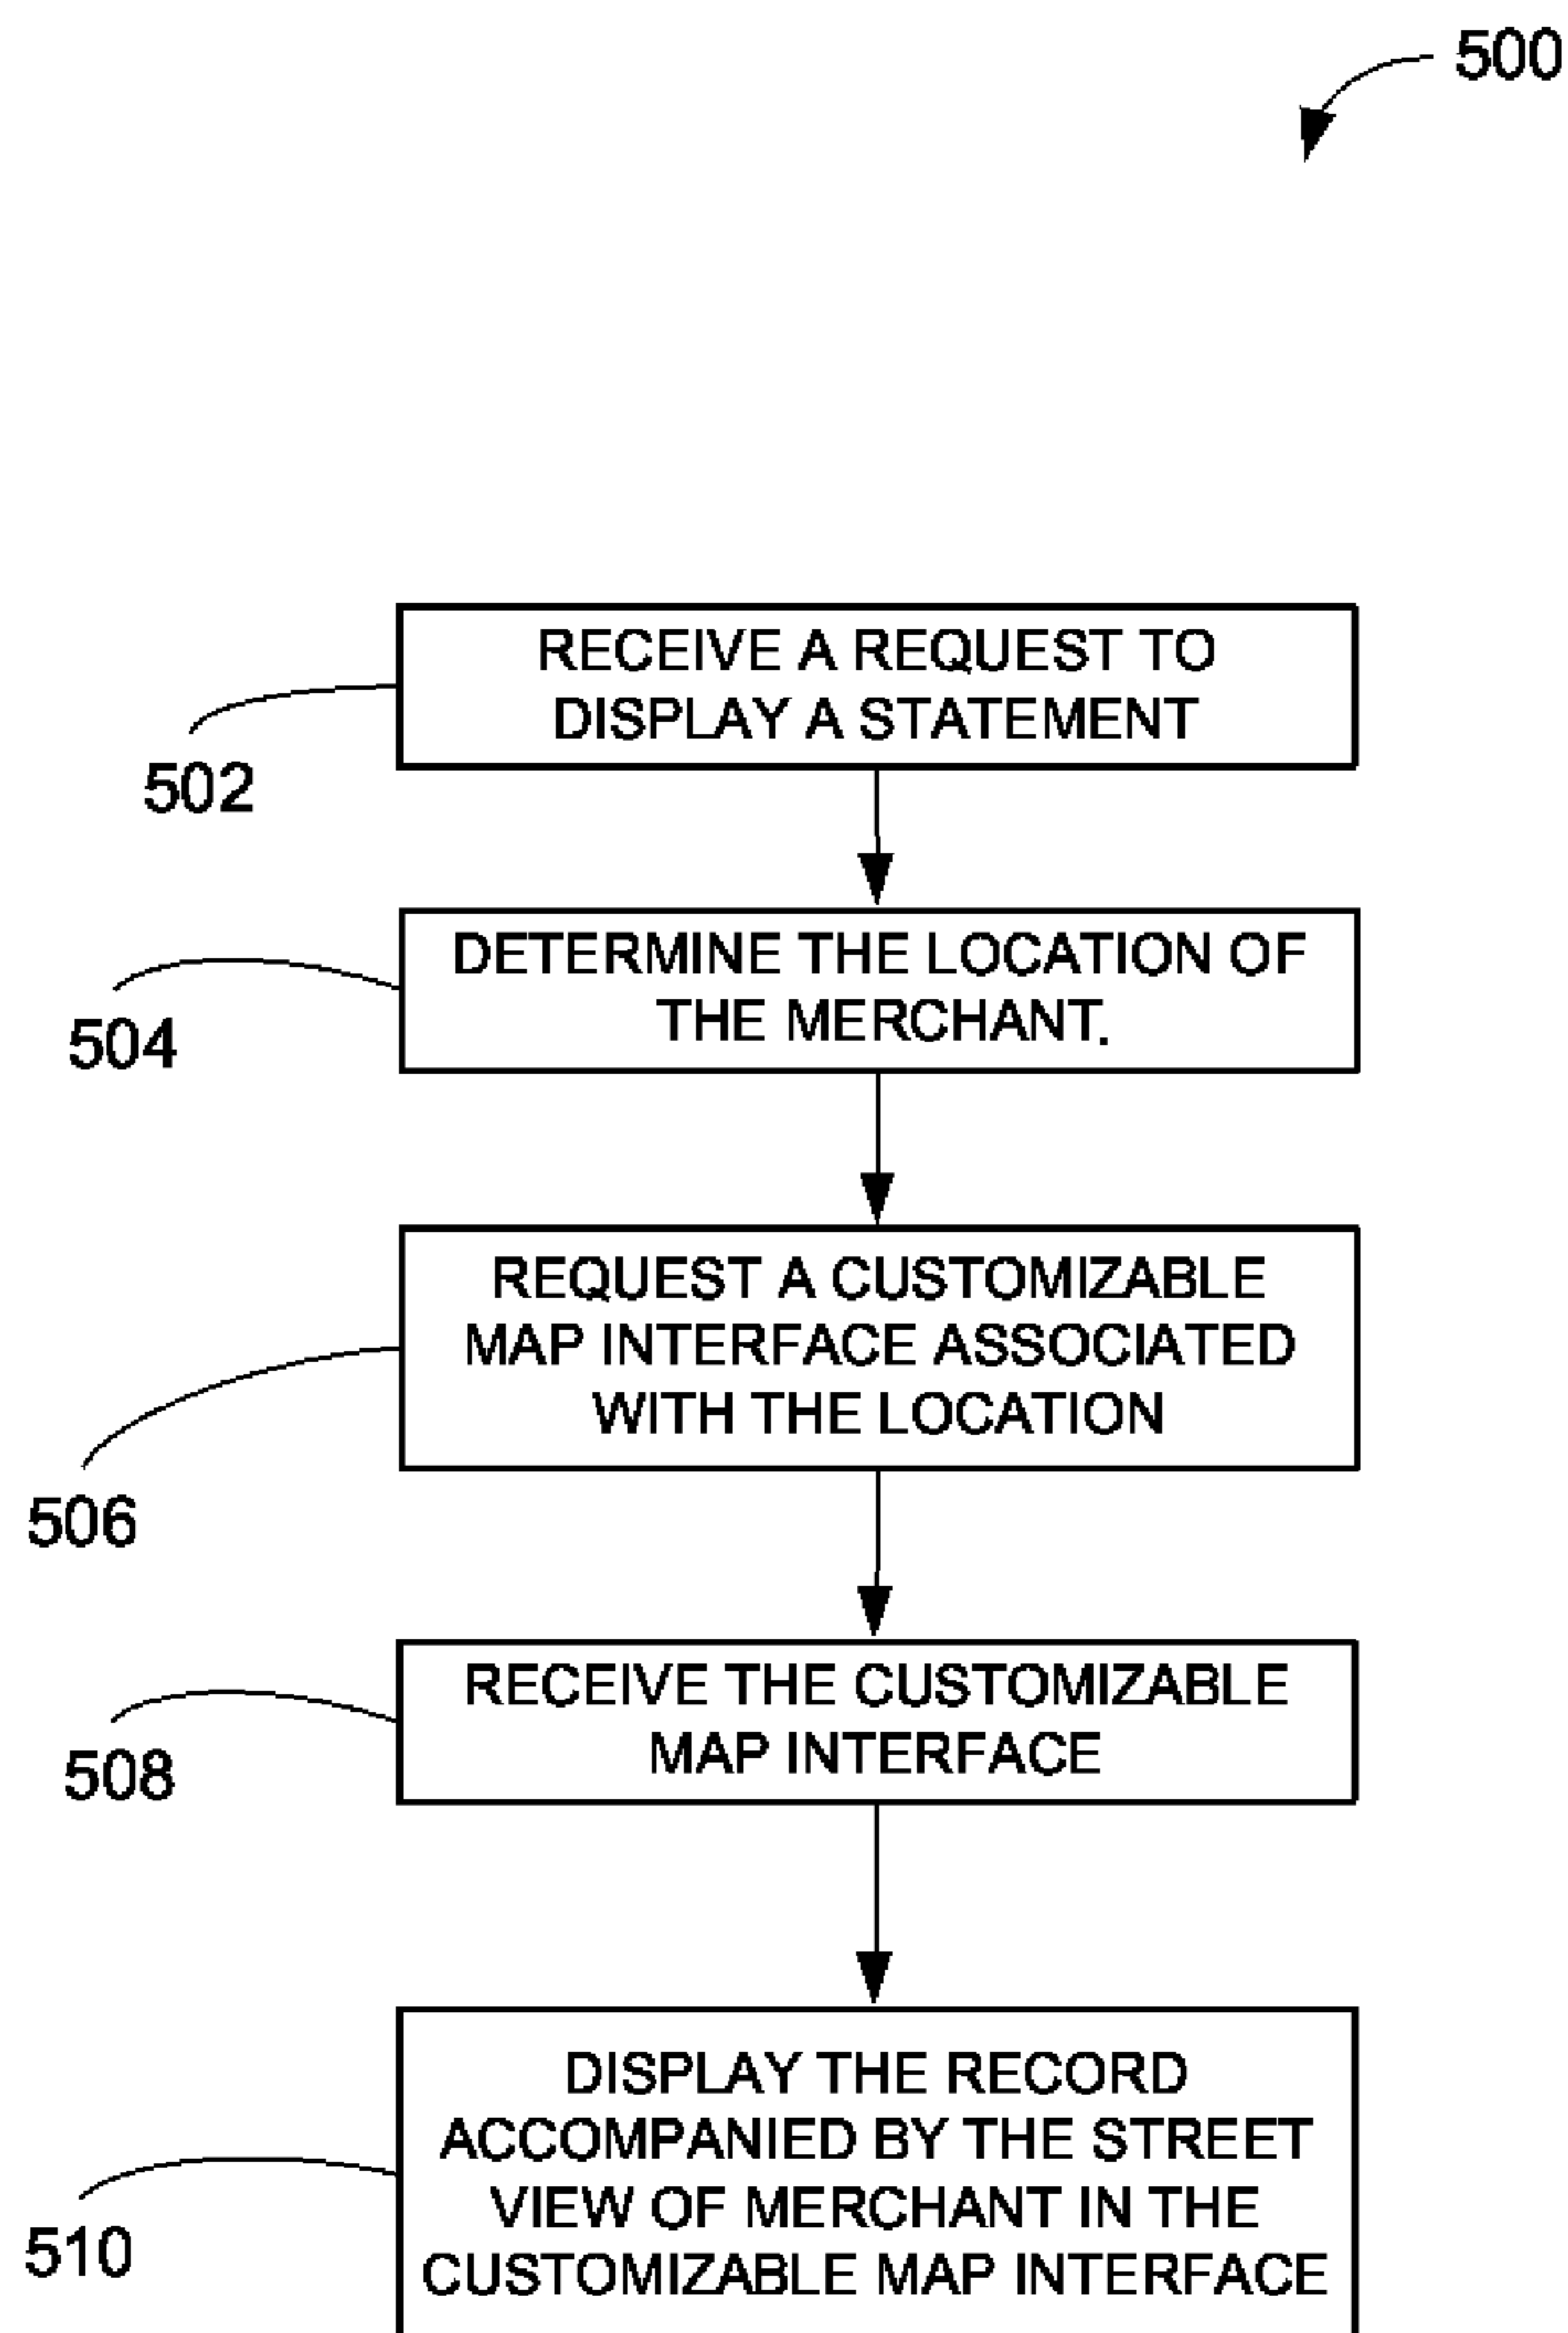 500
RECEIVE A REQUEST TO
DISPLAY A STATEMENT
502
DETERMINE THE LOCATION OF
THE MERCHANT.
504
REQUEST A CUSTOMIZABLE
MAP INTERFACE ASSOCIATED
WITH THE LOCATION
506
RECEIVE THE CUSTOMIZABLE
MAP INTERFACE
508
DISPLAY THE RECORD
ACCOMPANIED BY THE STREET
VIEW OF MERCHANT IN THE
CUSTOMIZABLE MAP INTERFACE
510